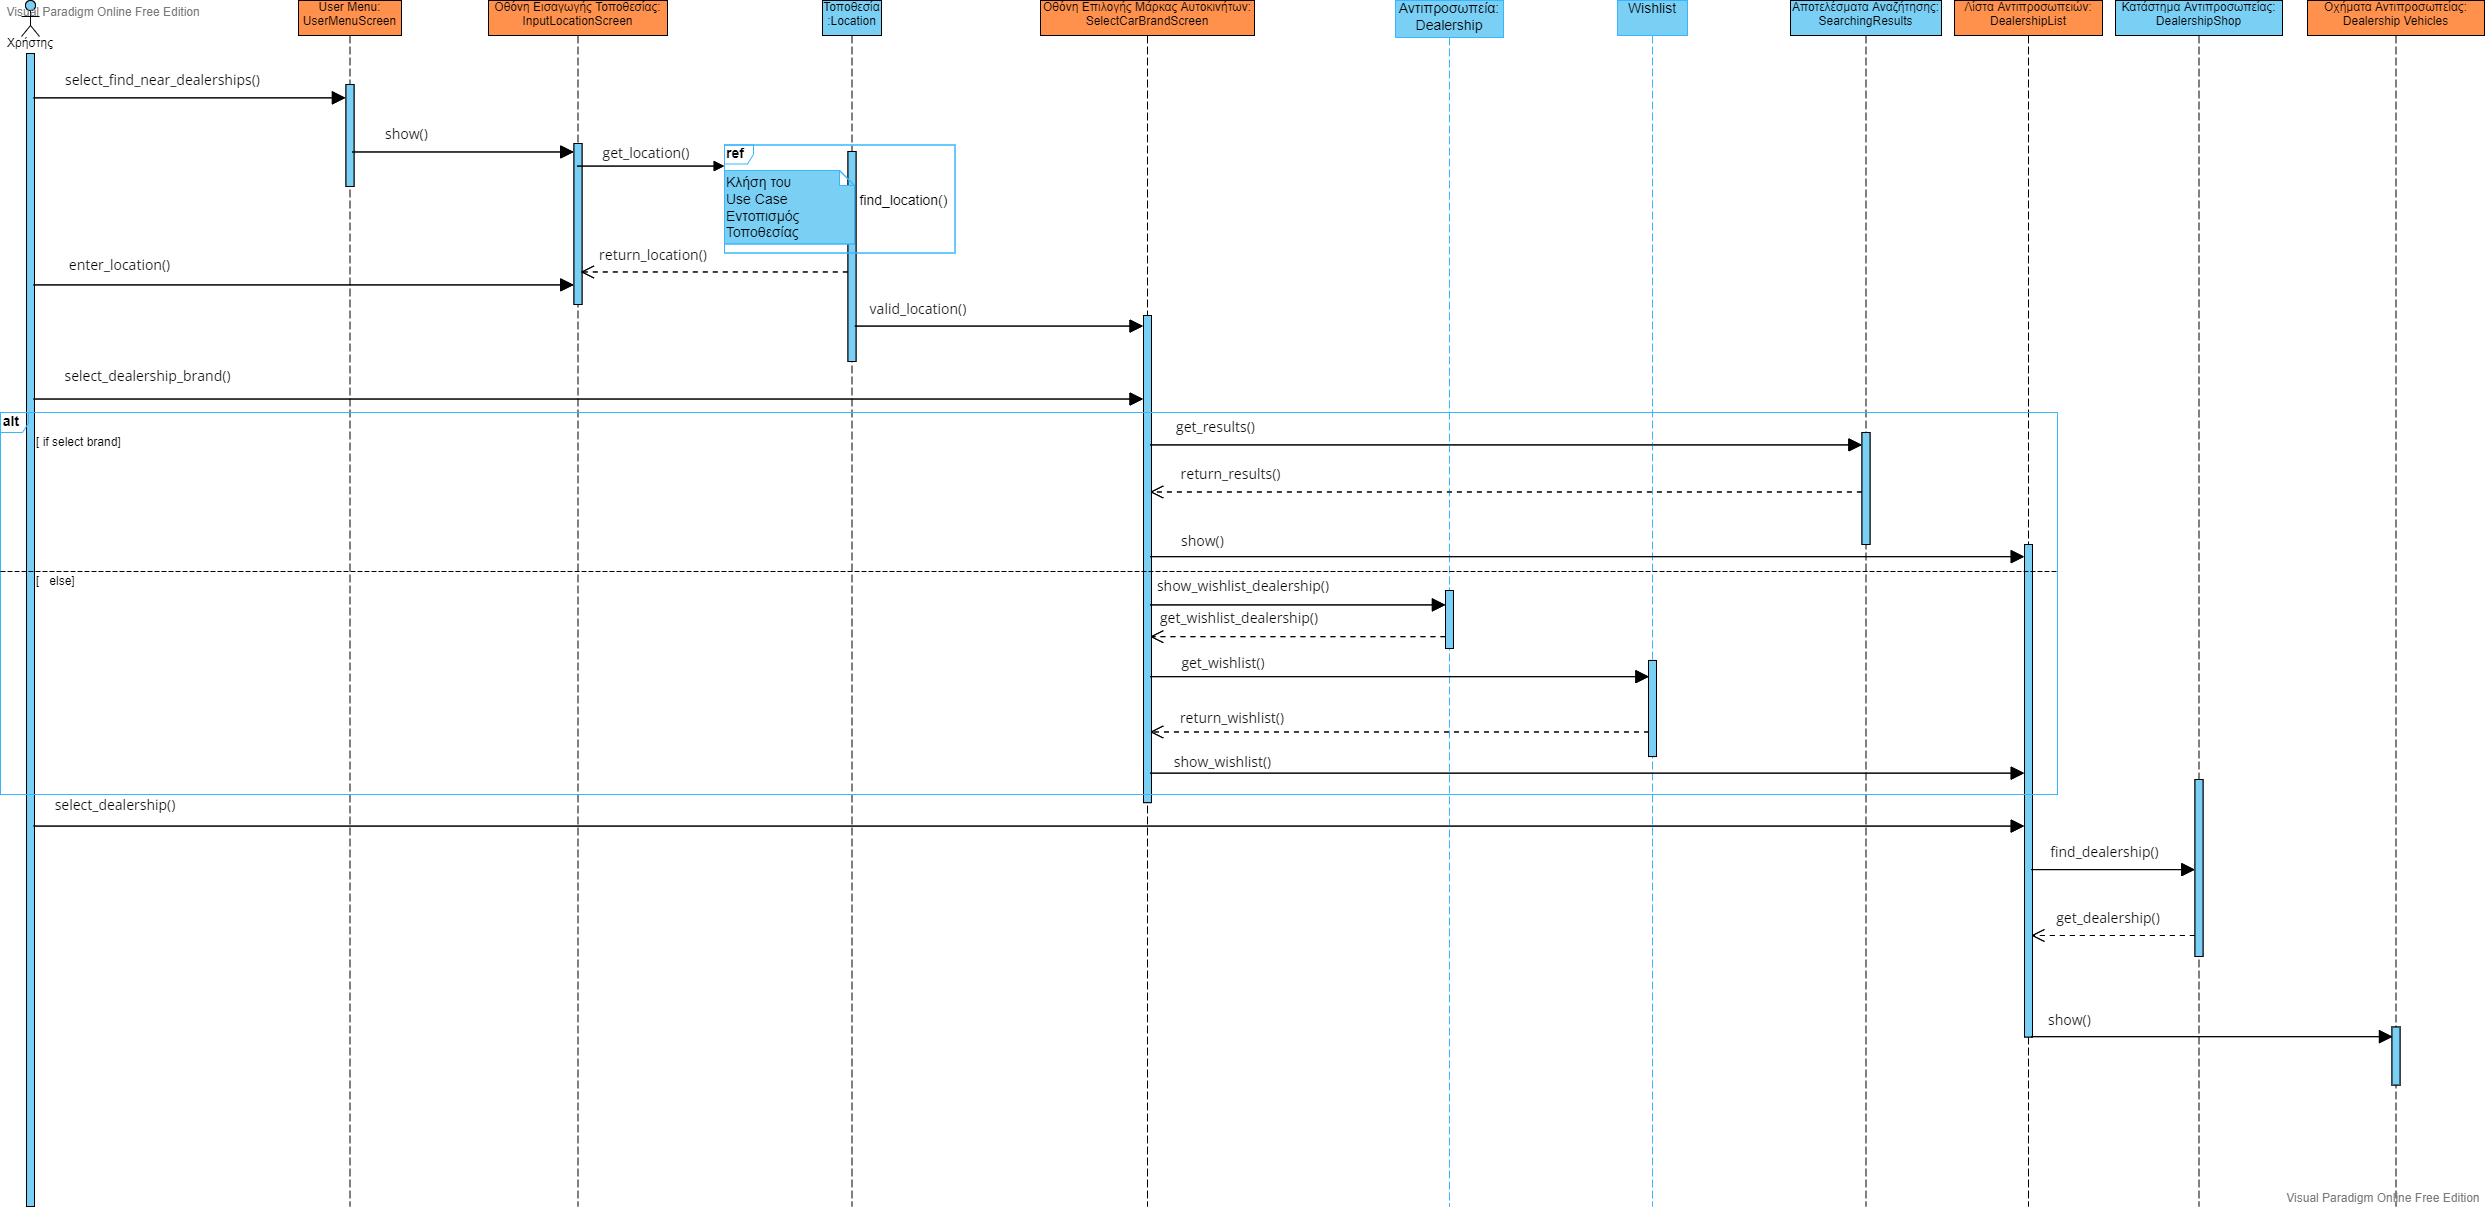 Visual Paradigm Online Free Edition
Χρήστης
User Menu:
UserMenuScreen
Οθόνη Εισαγωγής Τοποθεσίας:
InputLocationScreen
Τοποθεσία
:Location
Οθόνη Επιλογής Μάρκας Αυτοκινήτων:
SelectCarBrandScreen
Αντιπροσωπεία:
Dealership
Wishlist
Αποτελέσματα Αναζήτησης:
SearchingResults
Λίστα Αντιπροσωπειών:
DealershipList
Κατάστημα Αντιπροσωπείας:
DealershipShop
Οχήματα Αντιπροσωπείας:
Dealership Vehicles
select_find_near_dealerships()
show()
get_location()
ref
Κλήση του
Use Case
Εντοπισμός
Τοποθεσίας
find_location()
return_location()
enter_location()
valid_location()
select_dealership_brand()
alt
[ if select brand]
get_results()
return_results()
show()
[ else]
show_wishlist_dealership()
get_wishlist_dealership()
get_wishlist()
return_wishlist()
show_wishlist()
select_dealership()
find_dealership()
get_dealership()
show()
Visual Paradigm Online Free Edition